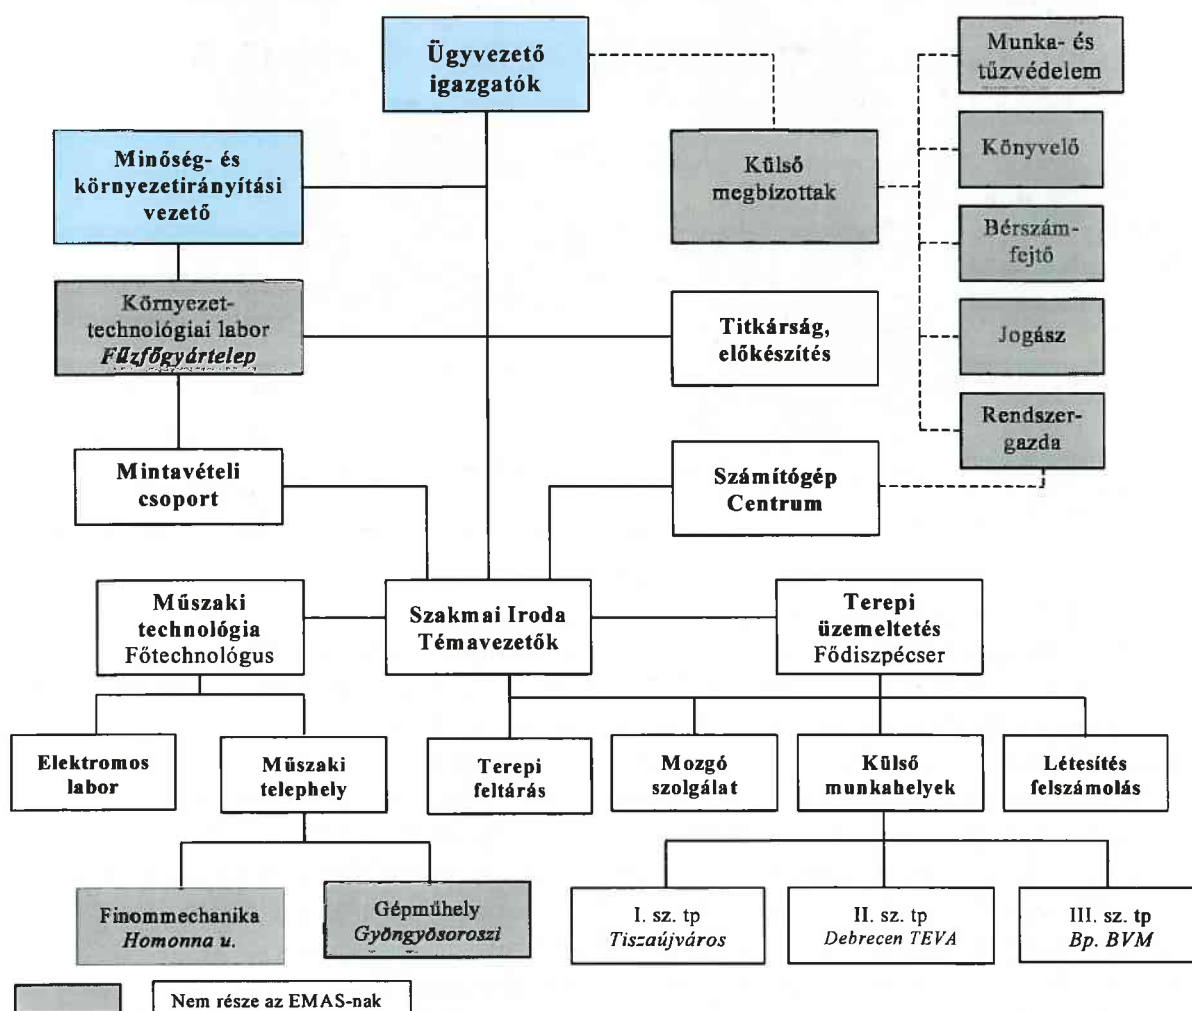 Ügyvezető
igazgatók
Munka- és
tűzvédelem
Minőség- és
környezetirányítási
vezető
Külső
megbízottak
Könyvelő
Bérszám-
fejtő
Környezet-
technológiai labor
Fűzfőgyártelep
Titkárság,
előkészítés
Jogász
Rendszer-
gazda
Mintavételi
csoport
Számítógép
Centrum
Műszaki
technológia
Főtechnológus
Szakmai Iroda
Témavezetők
Terepi
üzemeltetés
Fődiszpécser
Elektromos
labor
Műszaki
telephely
Terepi
feltárás
Mozgó
szolgálat
Külső
munkahelyek
Létesítés
felszámolás
Finommechanika
Homonna u.
Gépműhely
Gyöngyösoroszi
I. sz. tp
Tiszaújváros
II. sz. tp
Debrecen TEVA
III. sz. tp
Bp. BVM
Nem része az EMAS-nak